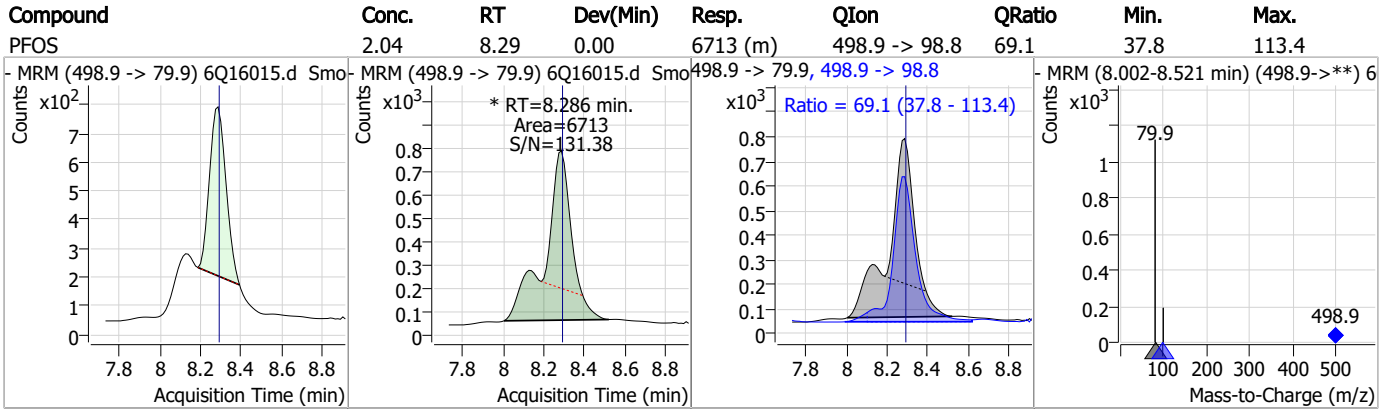 Compound Conc. RT Dev(Min) Resp. QIon QRatio Min. Max.
PFOS 2.04 8.29 0.00 6713 (m) 498.9 -> 98.8 69.1 37.8 113.4
- MRM (498.9 -> 79.9) 6Q16015.d Smo
Counts
x10²
7
6
5
4
3
2
1
0
7.8 8 8.2 8.4 8.6 8.8
Acquisition Time (min)
- MRM (498.9 -> 79.9) 6Q16015.d Smo
Counts
x10³
* RT=8.286 min.
Area=6713
S/N=131.38
0.8
0.7
0.6
0.5
0.4
0.3
0.2
0.1
0
7.8 8 8.2 8.4 8.6 8.8
Acquisition Time (min)
498.9 -> 79.9, 498.9 -> 98.8
x10³
Ratio = 69.1 (37.8 - 113.4)
0.8
0.7
0.6
0.5
0.4
0.3
0.2
0.1
0
7.8 8 8.2 8.4 8.6 8.8
Acquisition Time (min)
- MRM (8.002-8.521 min) (498.9->**) 6
Counts
x10³
79.9
1
0.8
0.6
0.4
0.2
0
498.9
100 200 300 400 500
Mass-to-Charge (m/z)